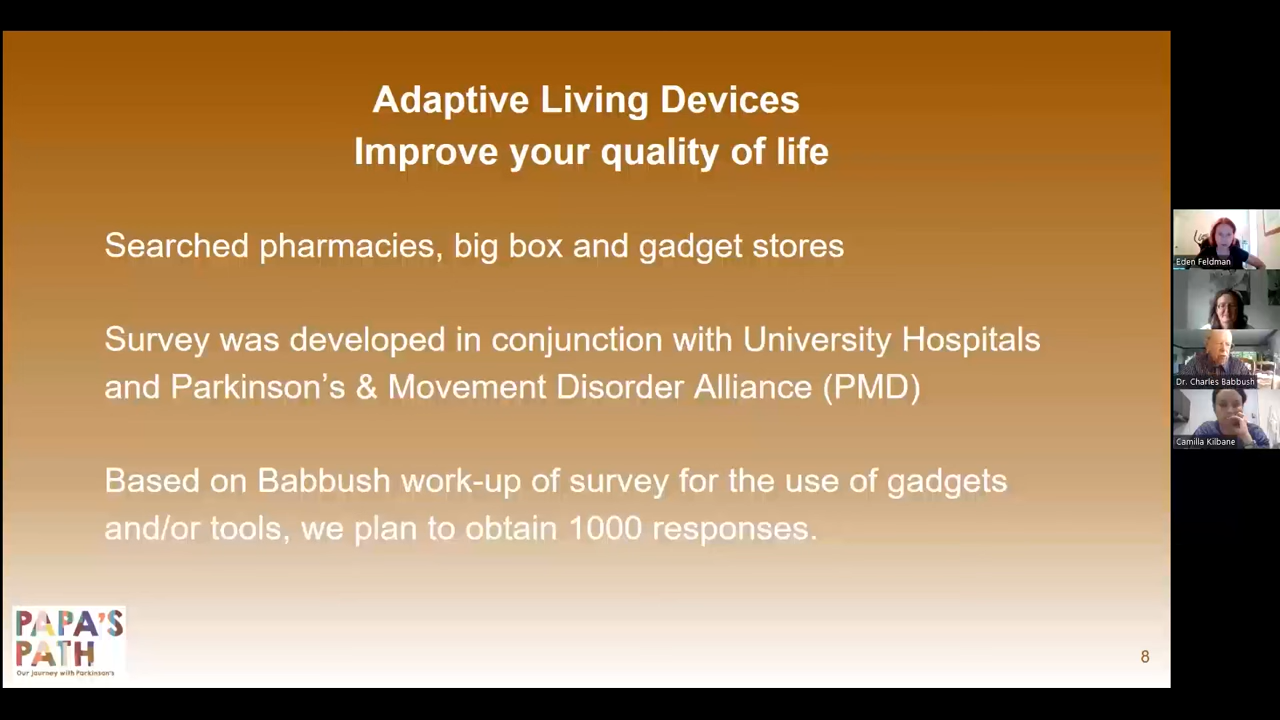 Adaptive Living Devices
Improve your quality of life
Searched pharmacies, big box and gadget stores
Survey was developed in conjunction with University Hospitals
and Parkinson's & Movement Disorder Alliance (PMD)
Based on Babbush work-up of survey for the use of gadgets
and/or tools, we plan to obtain 1000 responses.
PAPA'S
PATH
Our journey with Parkinson's
8
Eden Feldman
Dr. Charles Babbush
Camilla Kilbane